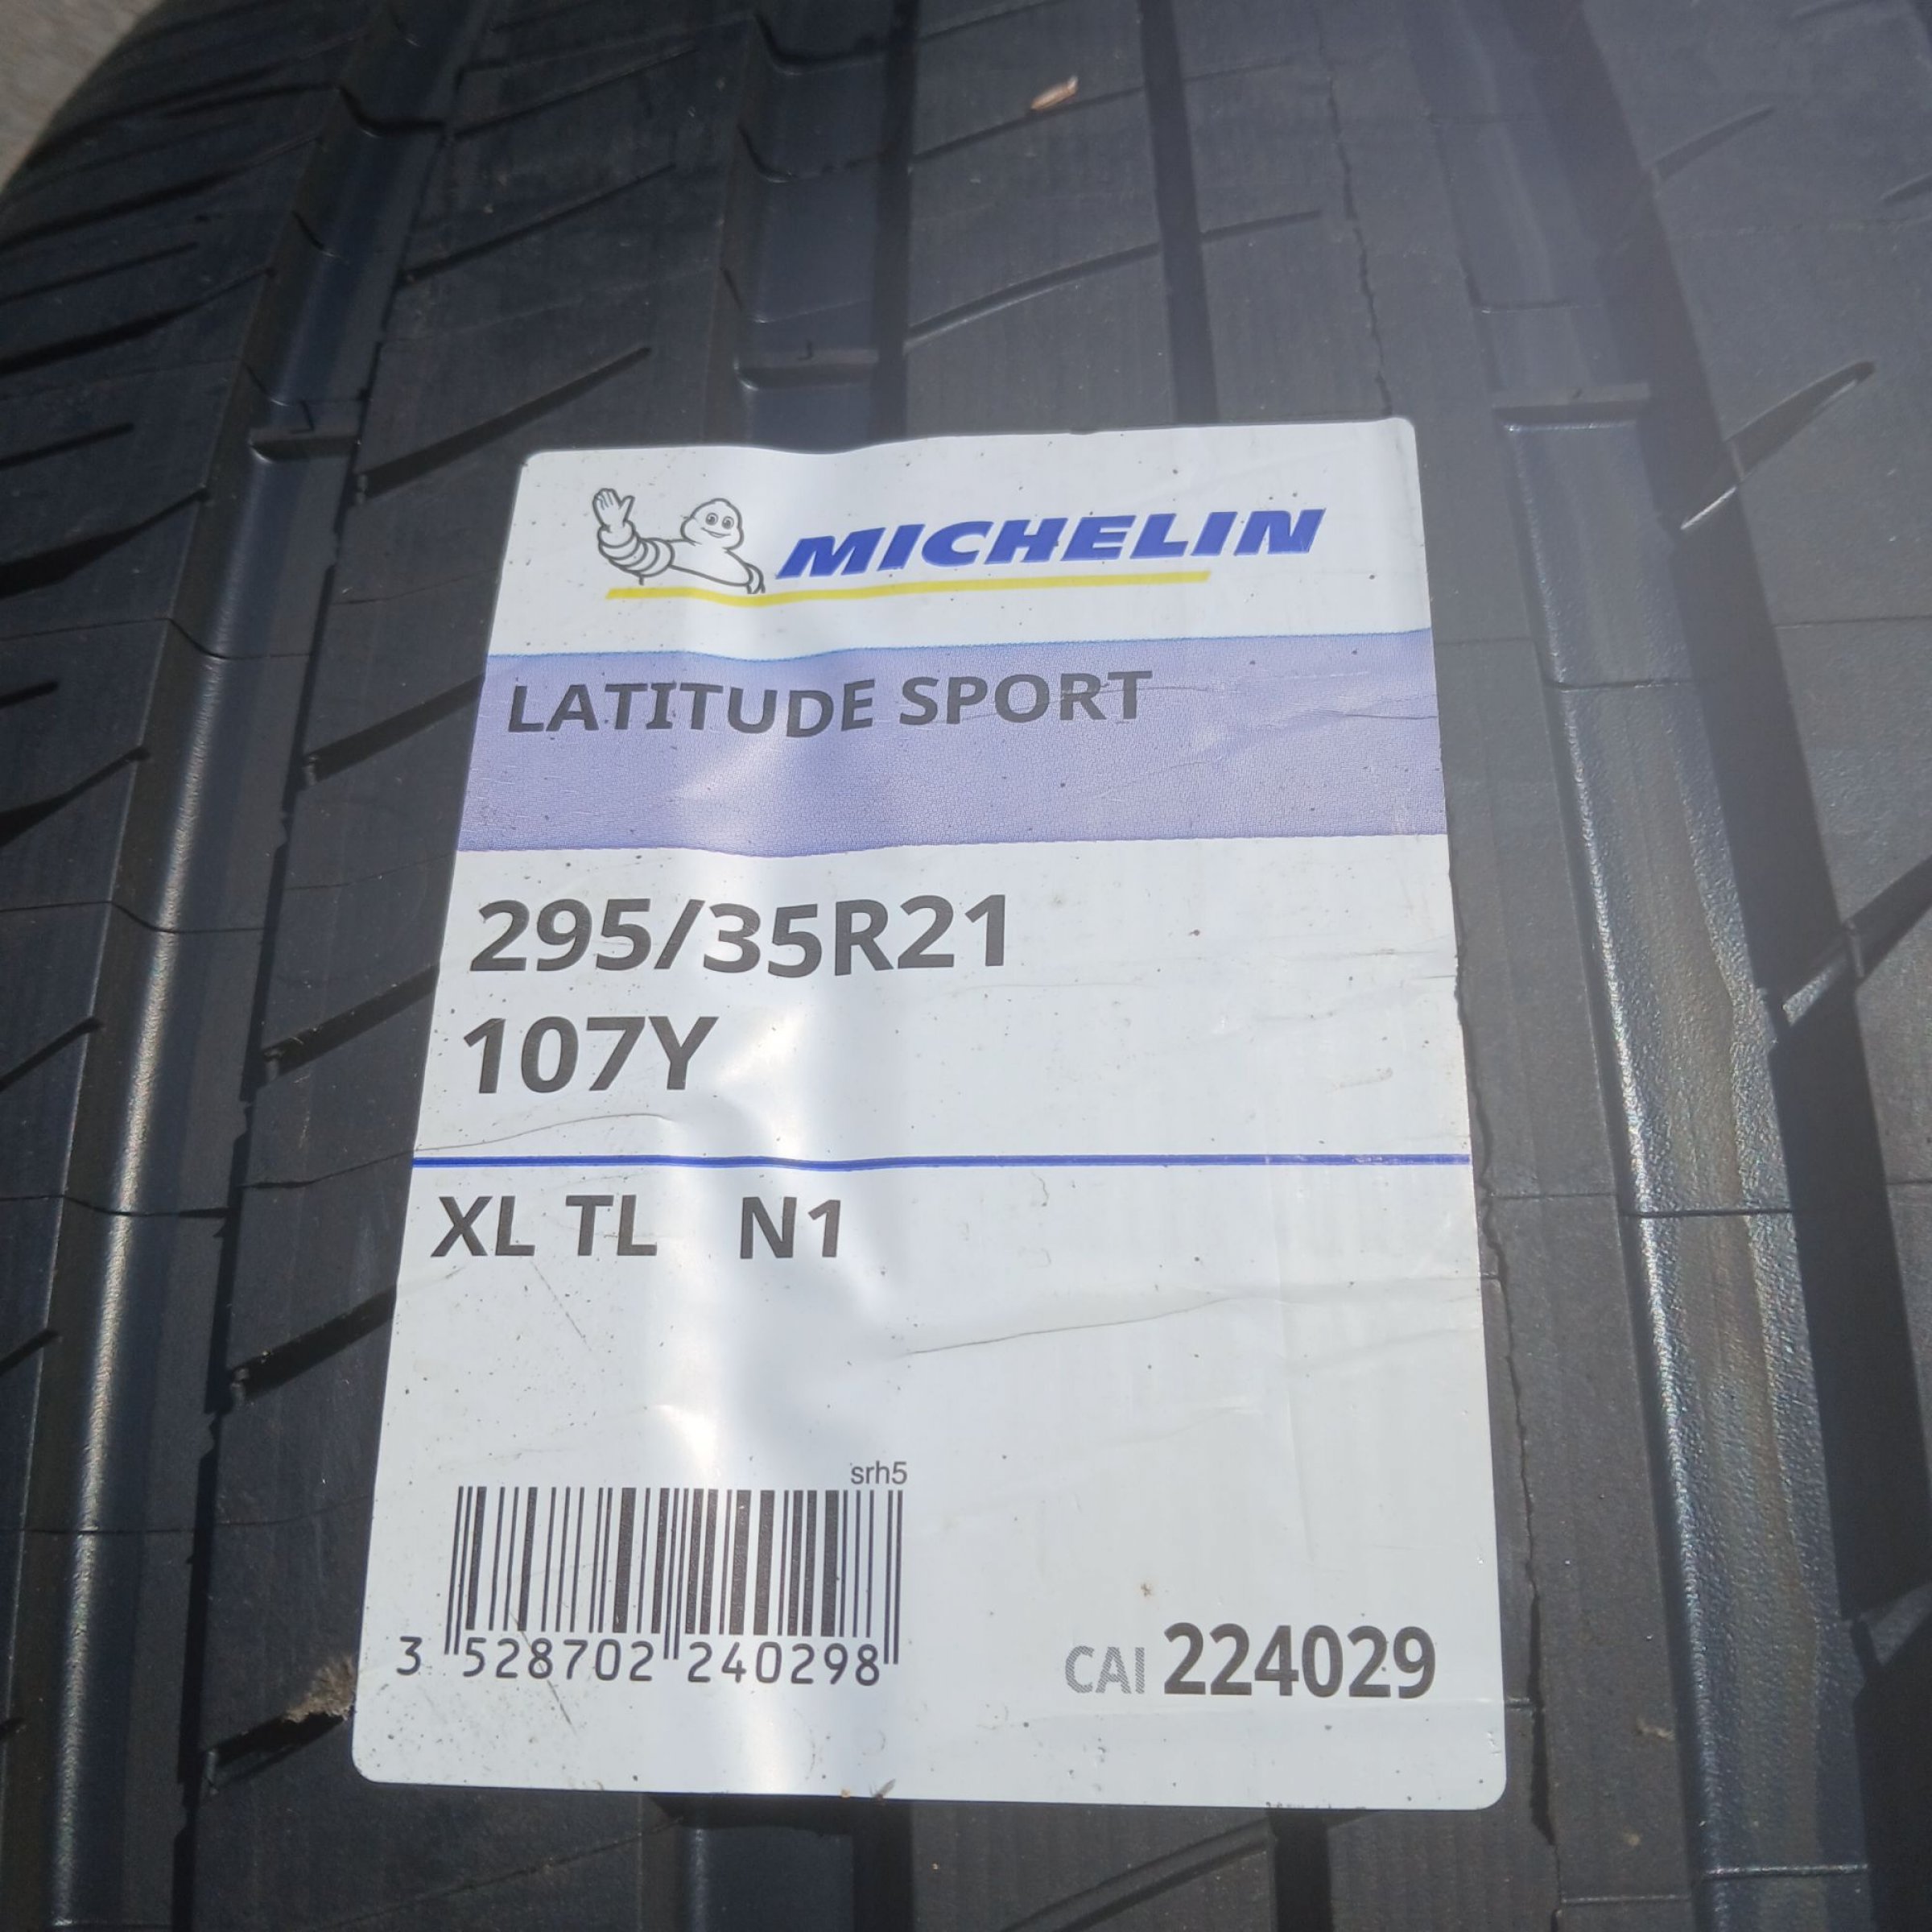 MICHELIN
LATITUDE SPORT
295/35R21
107Y
XL TL N1
srh5
3 528702 240298
CAI 224029